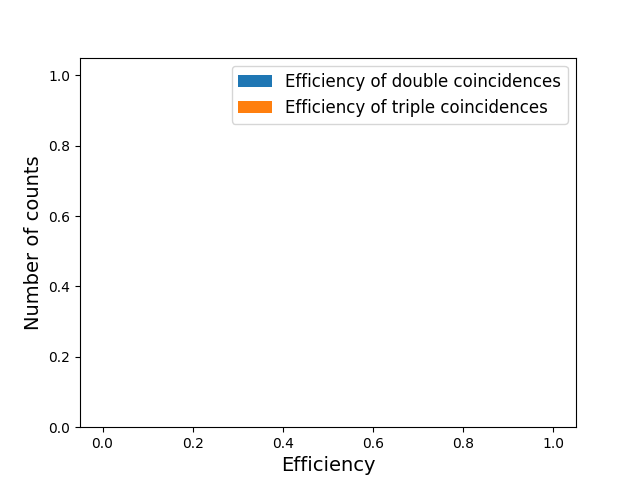 Efficiency of double coincidences
Efficiency of triple coincidences
1.0
0.8
0.6
0.4
0.2
0.0
Number of counts
0.0 0.2 0.4 0.6 0.8 1.0
Efficiency